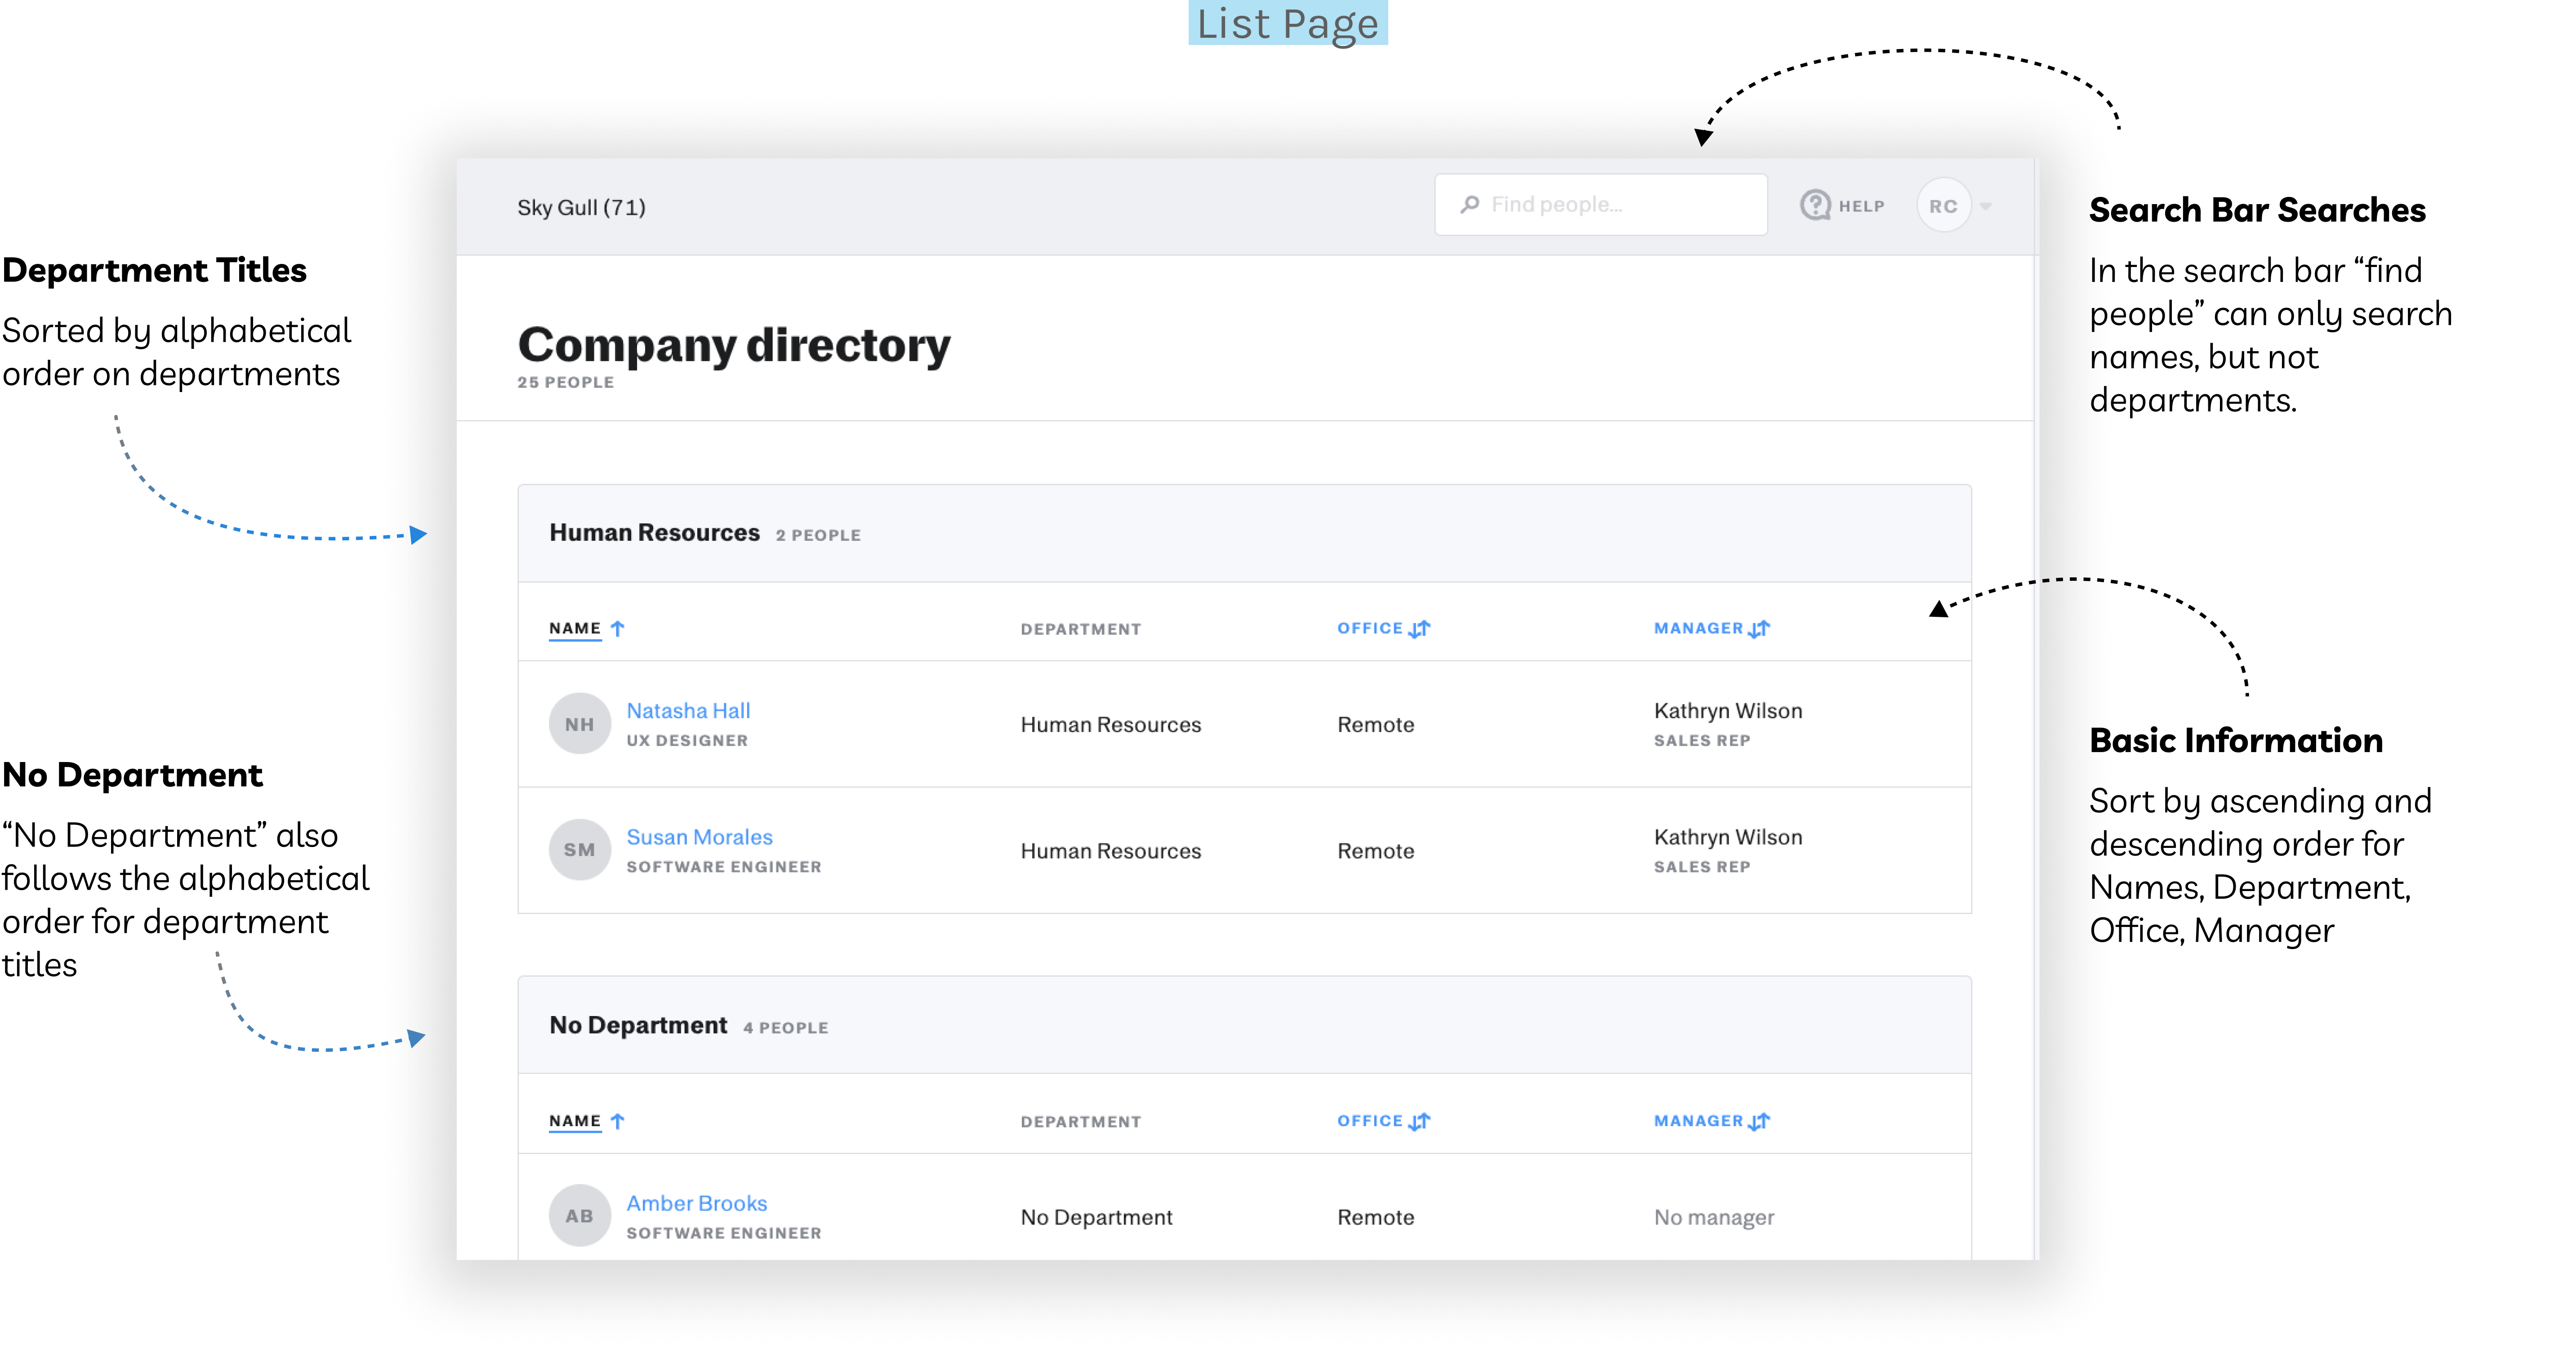 List Page
Department Titles
Sorted by alphabetical
order on departments
No Department
“No Department” also
follows the alphabetical
order for department
titles
Sky Gull (71)
Find people...
HELP
RC
Company directory
25 PEOPLE
Human Resources 2 PEOPLE
NAME DEPARTMENT OFFICE MANAGER
NH Natasha Hall Human Resources Remote Kathryn Wilson
UX DESIGNER SALES REP
SM Susan Morales Human Resources Remote Kathryn Wilson
SOFTWARE ENGINEER SALES REP
No Department 4 PEOPLE
NAME DEPARTMENT OFFICE MANAGER
AB Amber Brooks No Department Remote No manager
SOFTWARE ENGINEER
Search Bar Searches
In the search bar “find
people” can only search
names, but not
departments.
Basic Information
Sort by ascending and
descending order for
Names, Department,
Office, Manager